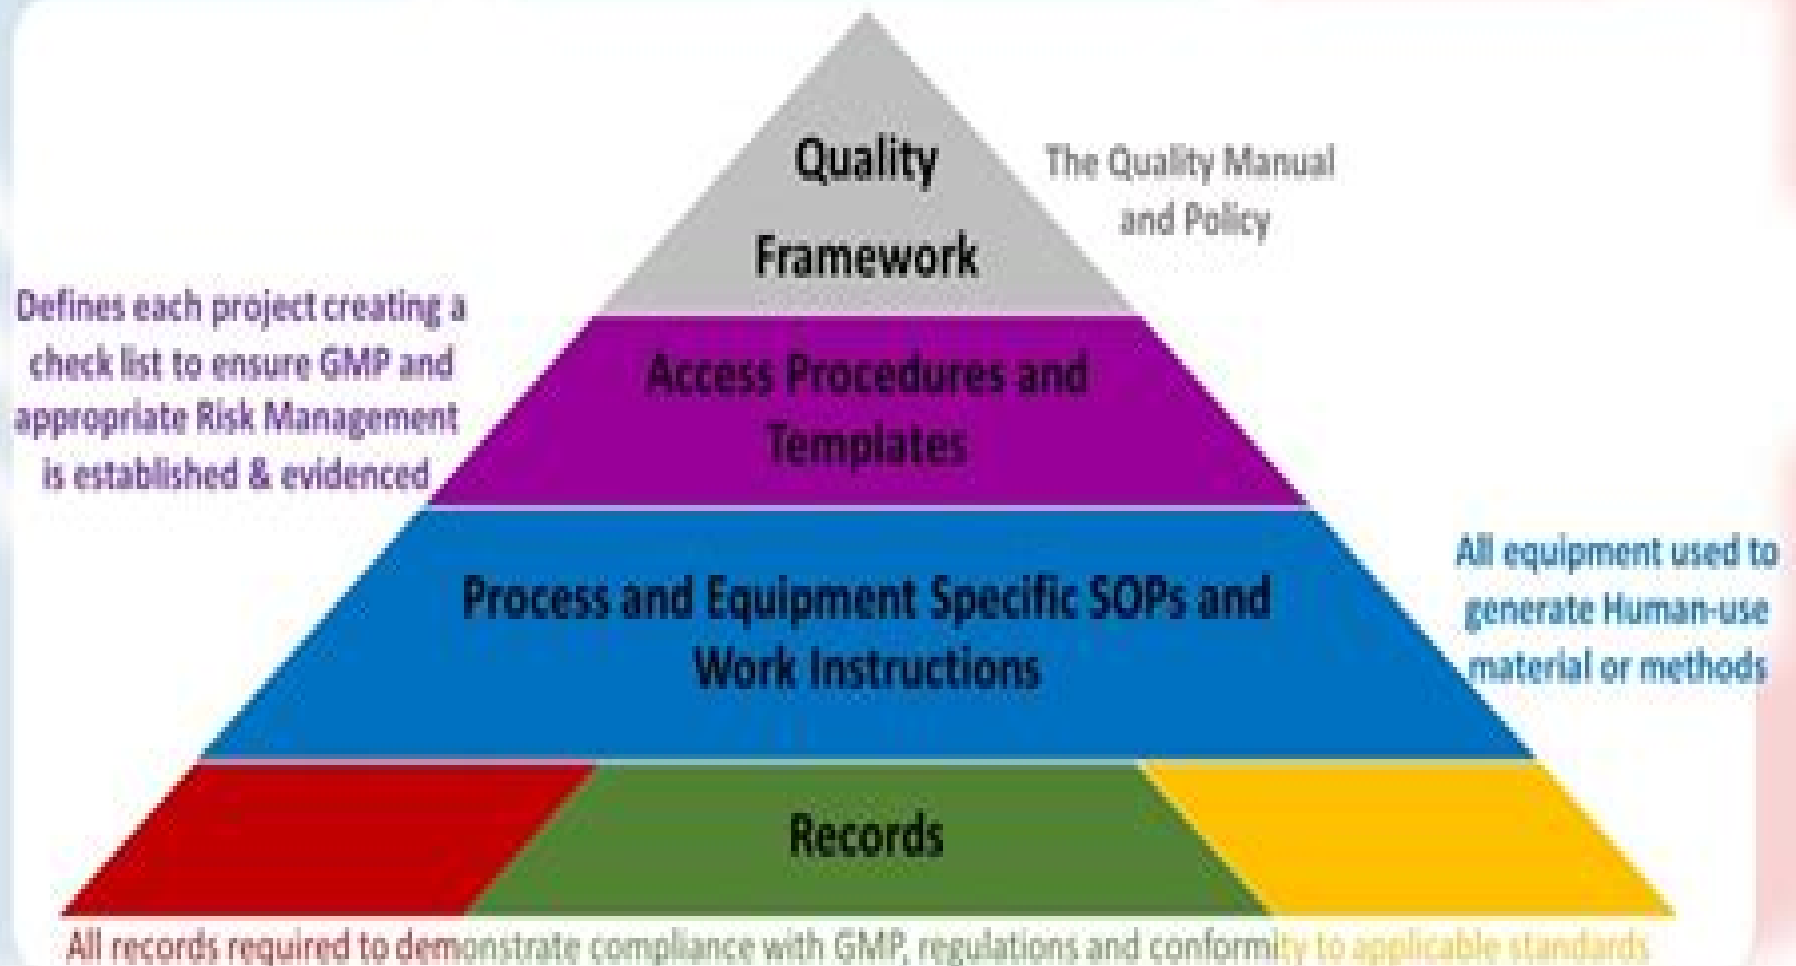 Quality
Framework
The Quality Manual
and Policy
Defines each project creating a
check list to ensure GMP and
appropriate Risk Management
is established & evidenced
Access Procedures and
Templates
Process and Equipment Specific SOPs and
Work Instructions
All equipment used to
generate Human-use
material or methods
Records
All records required to demonstrate compliance with GMP, regulations and conformity to applicable standards